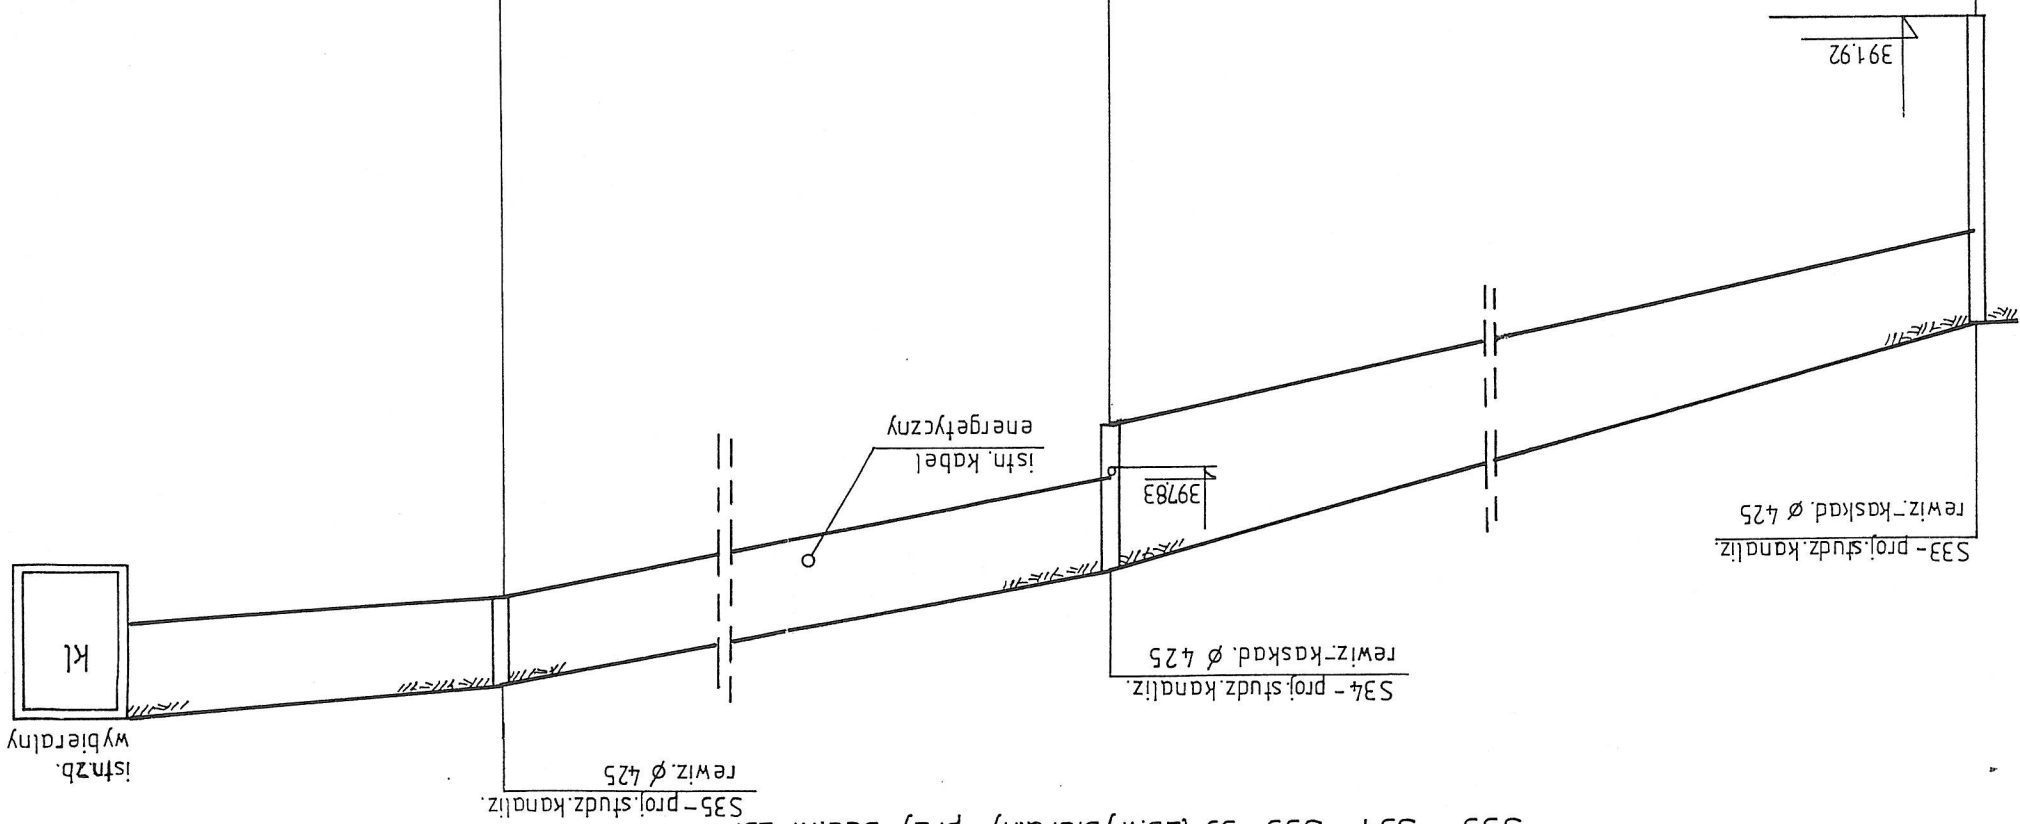 S35-proj.studz.kanaliz.
rewiz. ø 425
istn.zb.
wybieralny
kl
S34-proj.studz.kanaliz.
rewiz.-kaskad. ø 425
S33-proj.studz.kanaliz.
rewiz.-kaskad. ø 425
397.83
istn. kabel
energetyczny
391.92